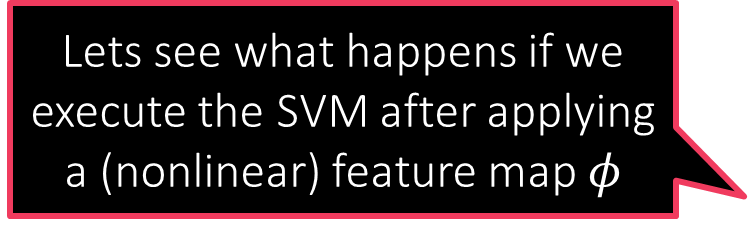 Lets see what happens if we
execute the SVM after applying
a (nonlinear) feature map ϕ